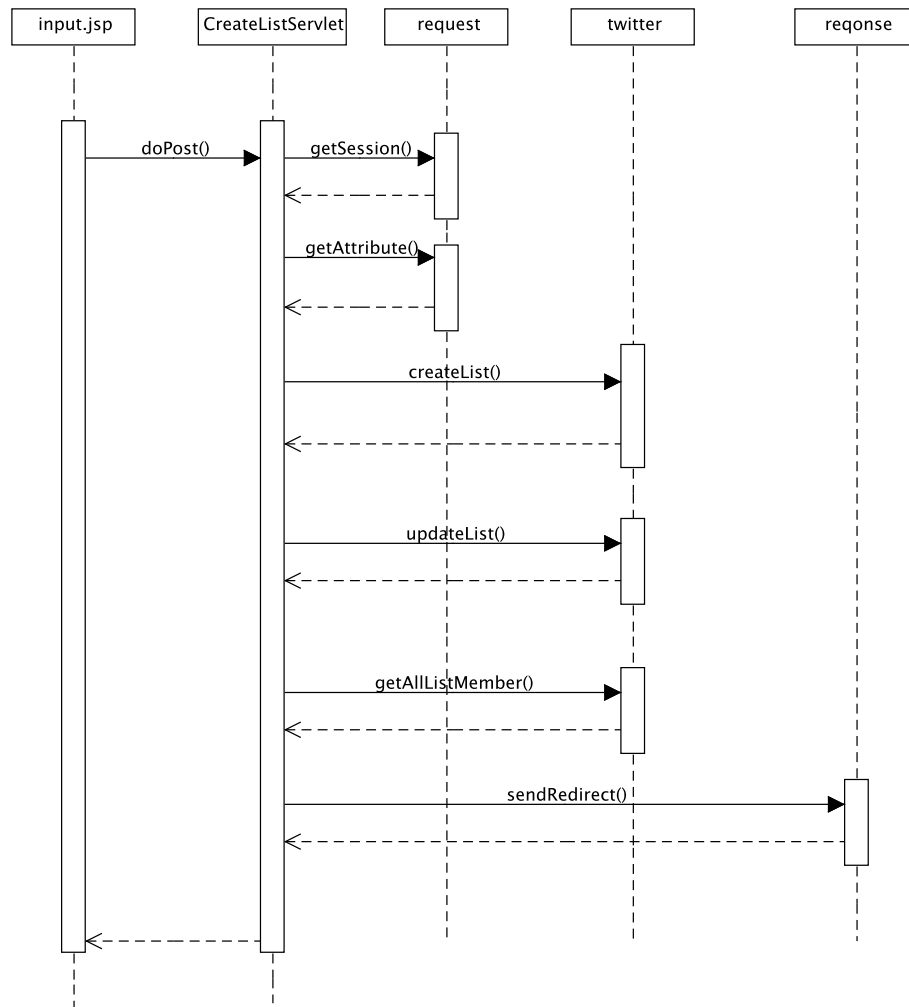 input.jsp
CreateListServlet
request
twitter
reqonse
doPost()
getSession()
getAttribute()
createList()
updateList()
getAllListMember()
sendRedirect()